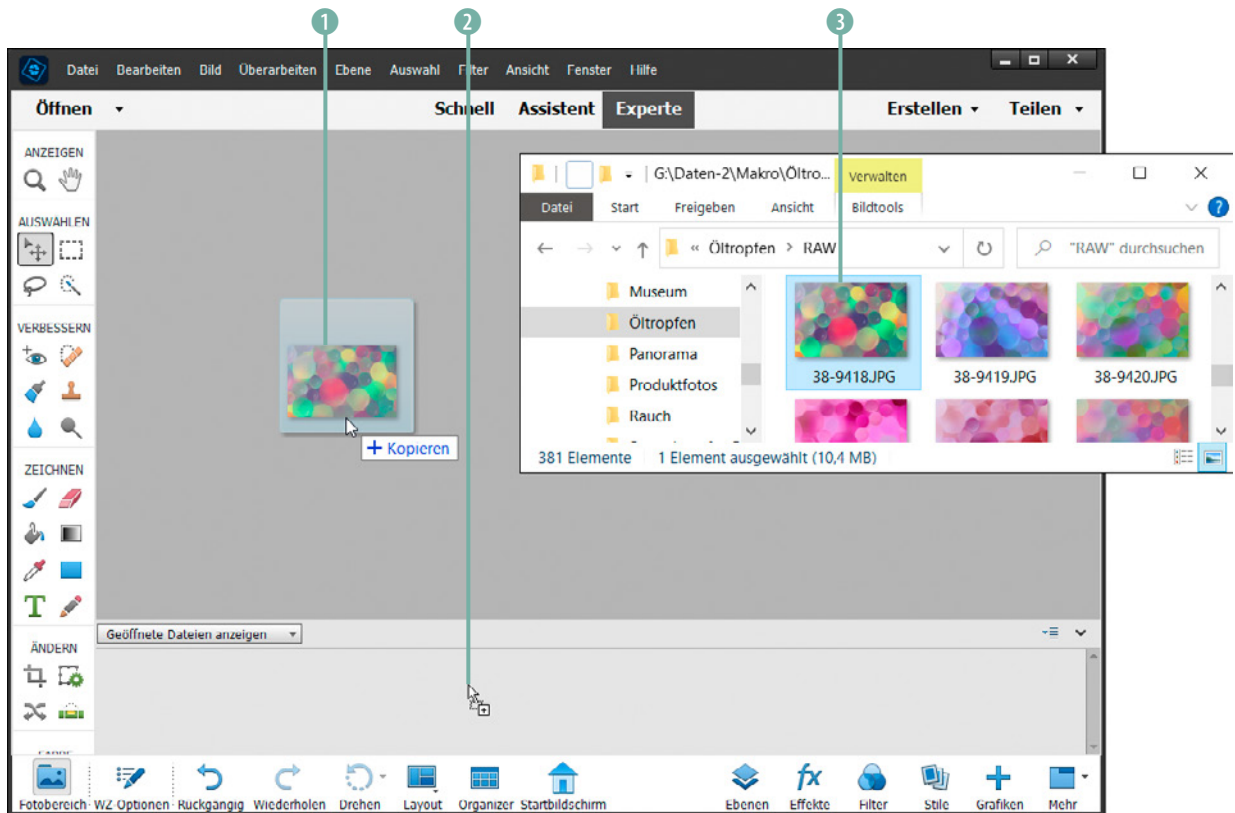 1 2 3
Datei Bearbeiten Bild Überarbeiten Ebene Auswahl Filter Ansicht Fenster Hilfe
Öffnen Schnell Assistent Experte Erstellen Teilen
ANZEIGEN
AUSWÄHLEN
VERBESSERN
ZEICHNEN
ÄNDERN
G:\Daten-2\Makro\Öltro... Verwalten
Datei Start Freigeben Ansicht Bildtools
« Öltropfen > RAW "RAW" durchsuchen
Museum
Öltropfen
Panorama
Produktfotos
Rauch
38-9418.JPG 38-9419.JPG 38-9420.JPG
381 Elemente 1 Element ausgewählt (10,4 MB)
+ Kopieren
Geöffnete Dateien anzeigen
Fotobereich WZ-Optionen Rückgängig Wiederholen Drehen Layout Organizer Startbildschirm Ebenen Effekte Filter Stile Grafiken Mehr